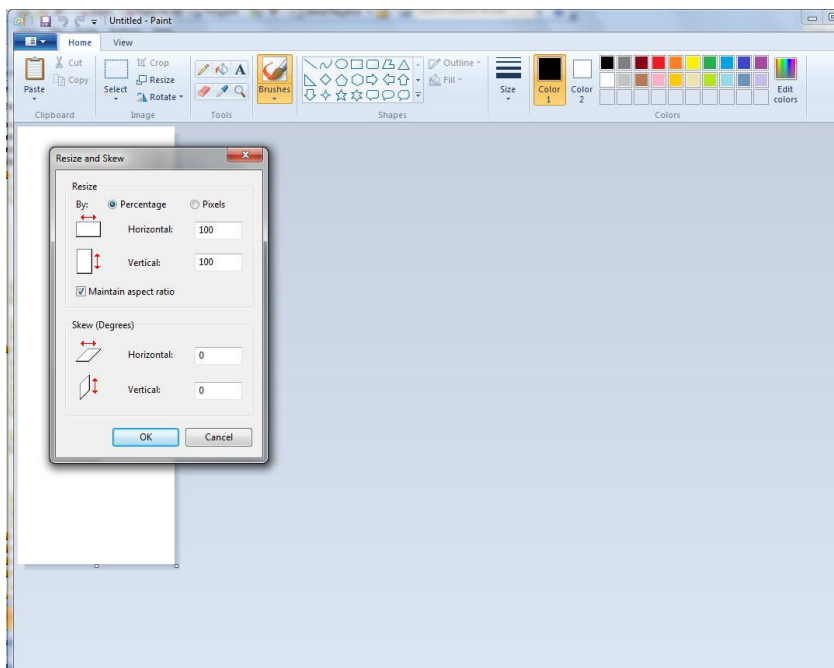 Untitled - Paint
Home View
Cut
Copy
Paste
Clipboard
Select
Crop
Resize
Rotate
Image
A
Tools
Brushes
Outline
Fill
Shapes
Size
Color 1
Color 2
Edit colors
Colors
Resize and Skew
Resize
By: Percentage Pixels
Horizontal: 100
Vertical: 100
Maintain aspect ratio
Skew (Degrees)
Horizontal: 0
Vertical: 0
OK Cancel